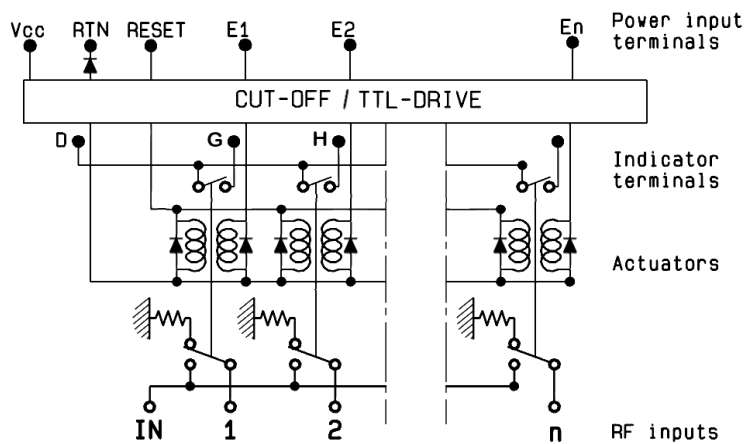 Vcc RTN RESET E1 E2 En Power input
terminals
CUT-OFF / TTL-DRIVE
D G H
Indicator
terminals
Actuators
IN 1 2 n RF inputs